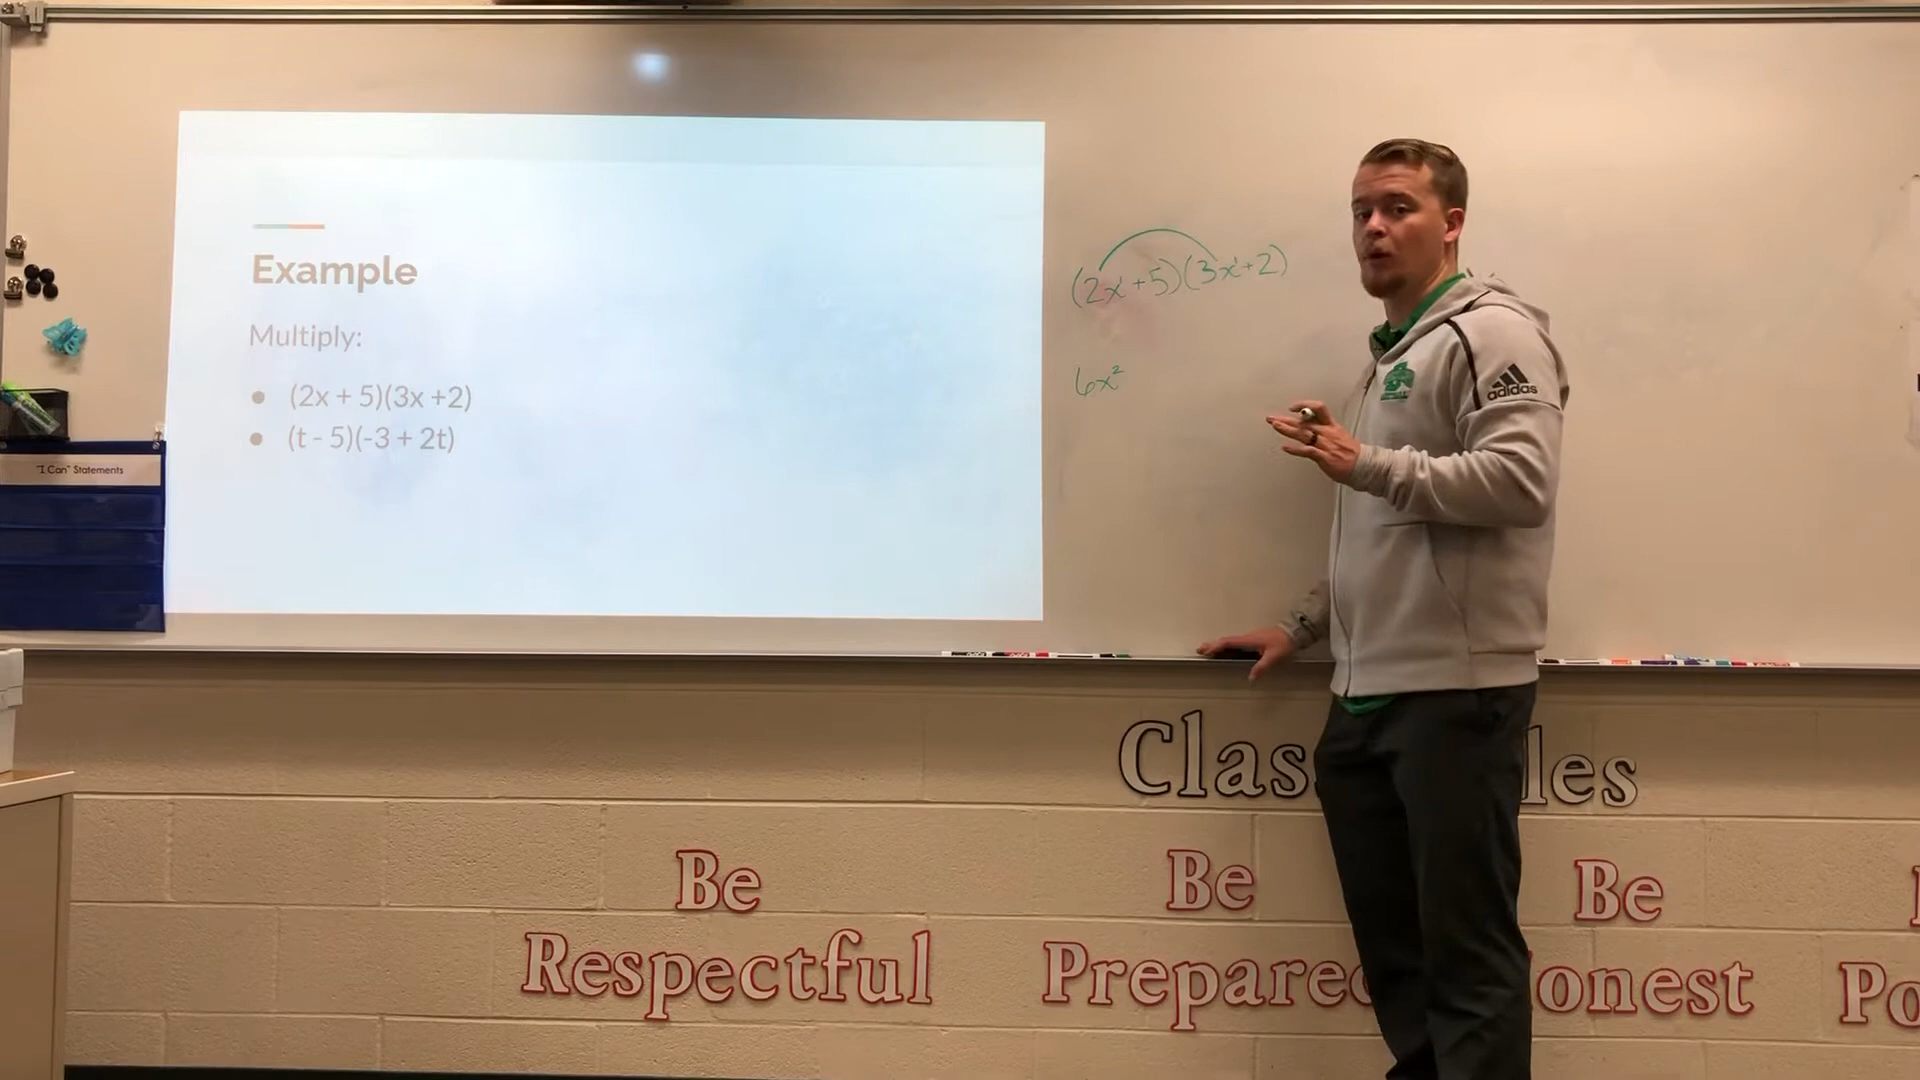 Example
Multiply:
• (2x + 5)(3x +2)
• (t - 5)(-3 + 2t)
(2x+5)(3x+2)
6x²
"I Can" Statements
adidas
Clas les
Be
Respectful
Be
Prepared
Be
onest
Po